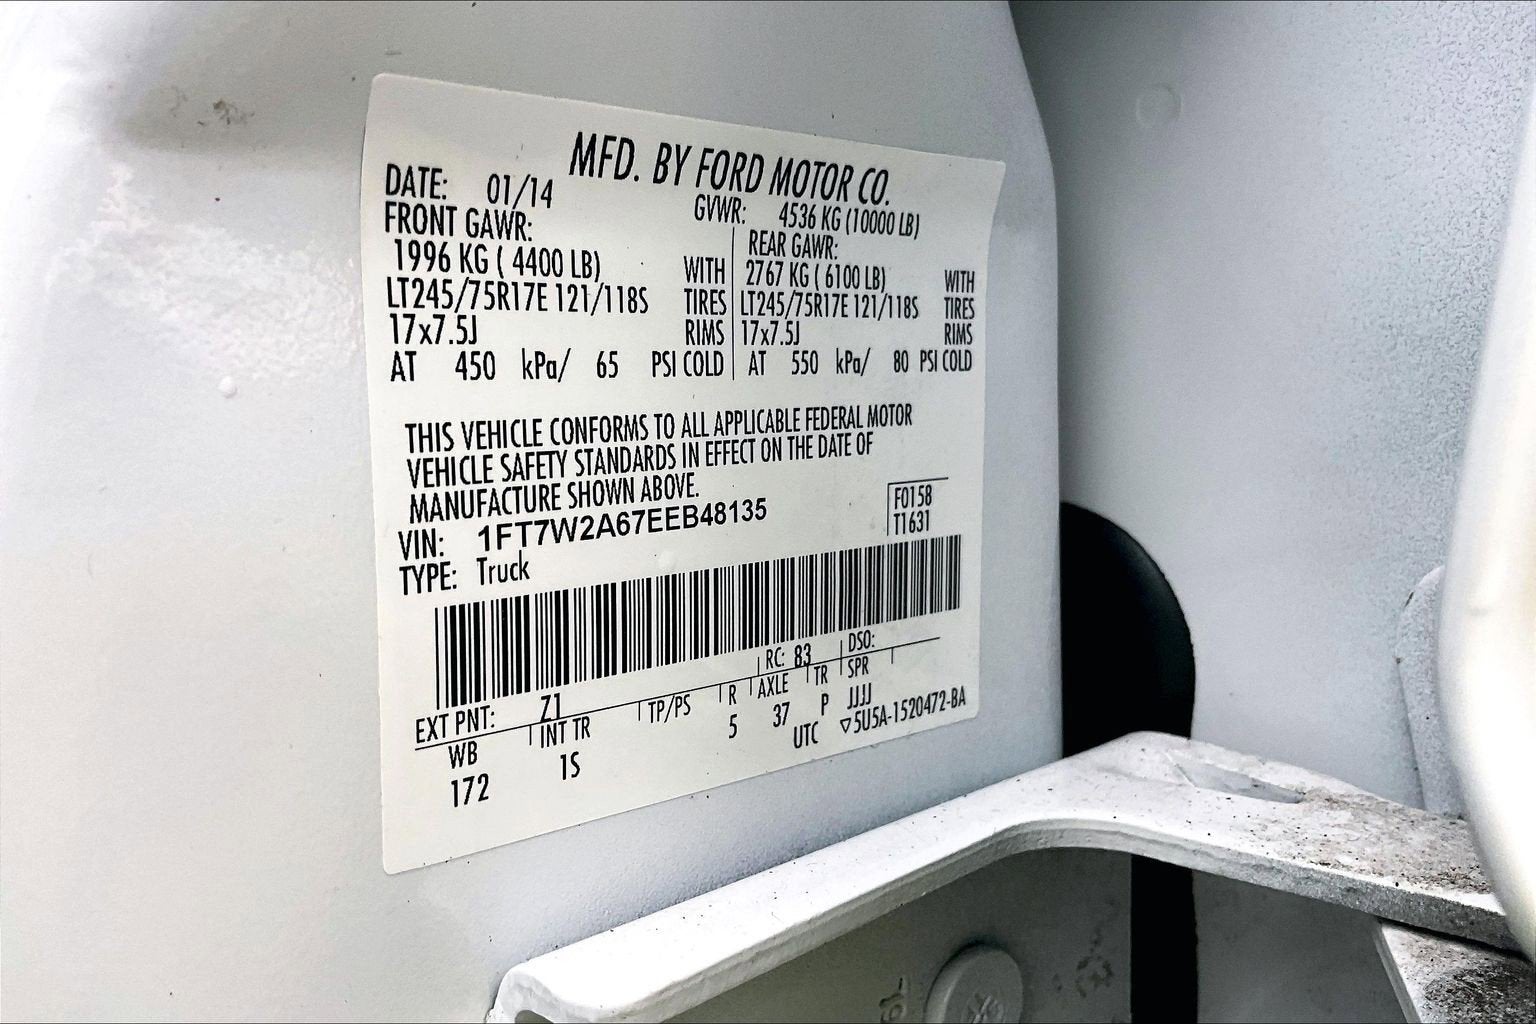 MFD. BY FORD MOTOR CO.
DATE: 01/14 GVWR: 4536 KG (10000 LB)
FRONT GAWR: REAR GAWR:
1996 KG ( 4400 LB) WITH 2767 KG ( 6100 LB) WITH
LT245/75R17E 121/118S TIRES LT245/75R17E 121/118S TIRES
17x7.5J RIMS 17x7.5J RIMS
AT 450 kPa/ 65 PSI COLD AT 550 kPa/ 80 PSI COLD
THIS VEHICLE CONFORMS TO ALL APPLICABLE FEDERAL MOTOR
VEHICLE SAFETY STANDARDS IN EFFECT ON THE DATE OF
MANUFACTURE SHOWN ABOVE.
F0158
VIN: 1FT7W2A67EEB48135 T1631
TYPE: Truck
EXT PNT: Z1 RC: 83 DSO:
WB INT TR TP/PS R AXLE TR SPR
172 1S 5 37 P JJJJ
UTC ▽5U5A-1520472-BA